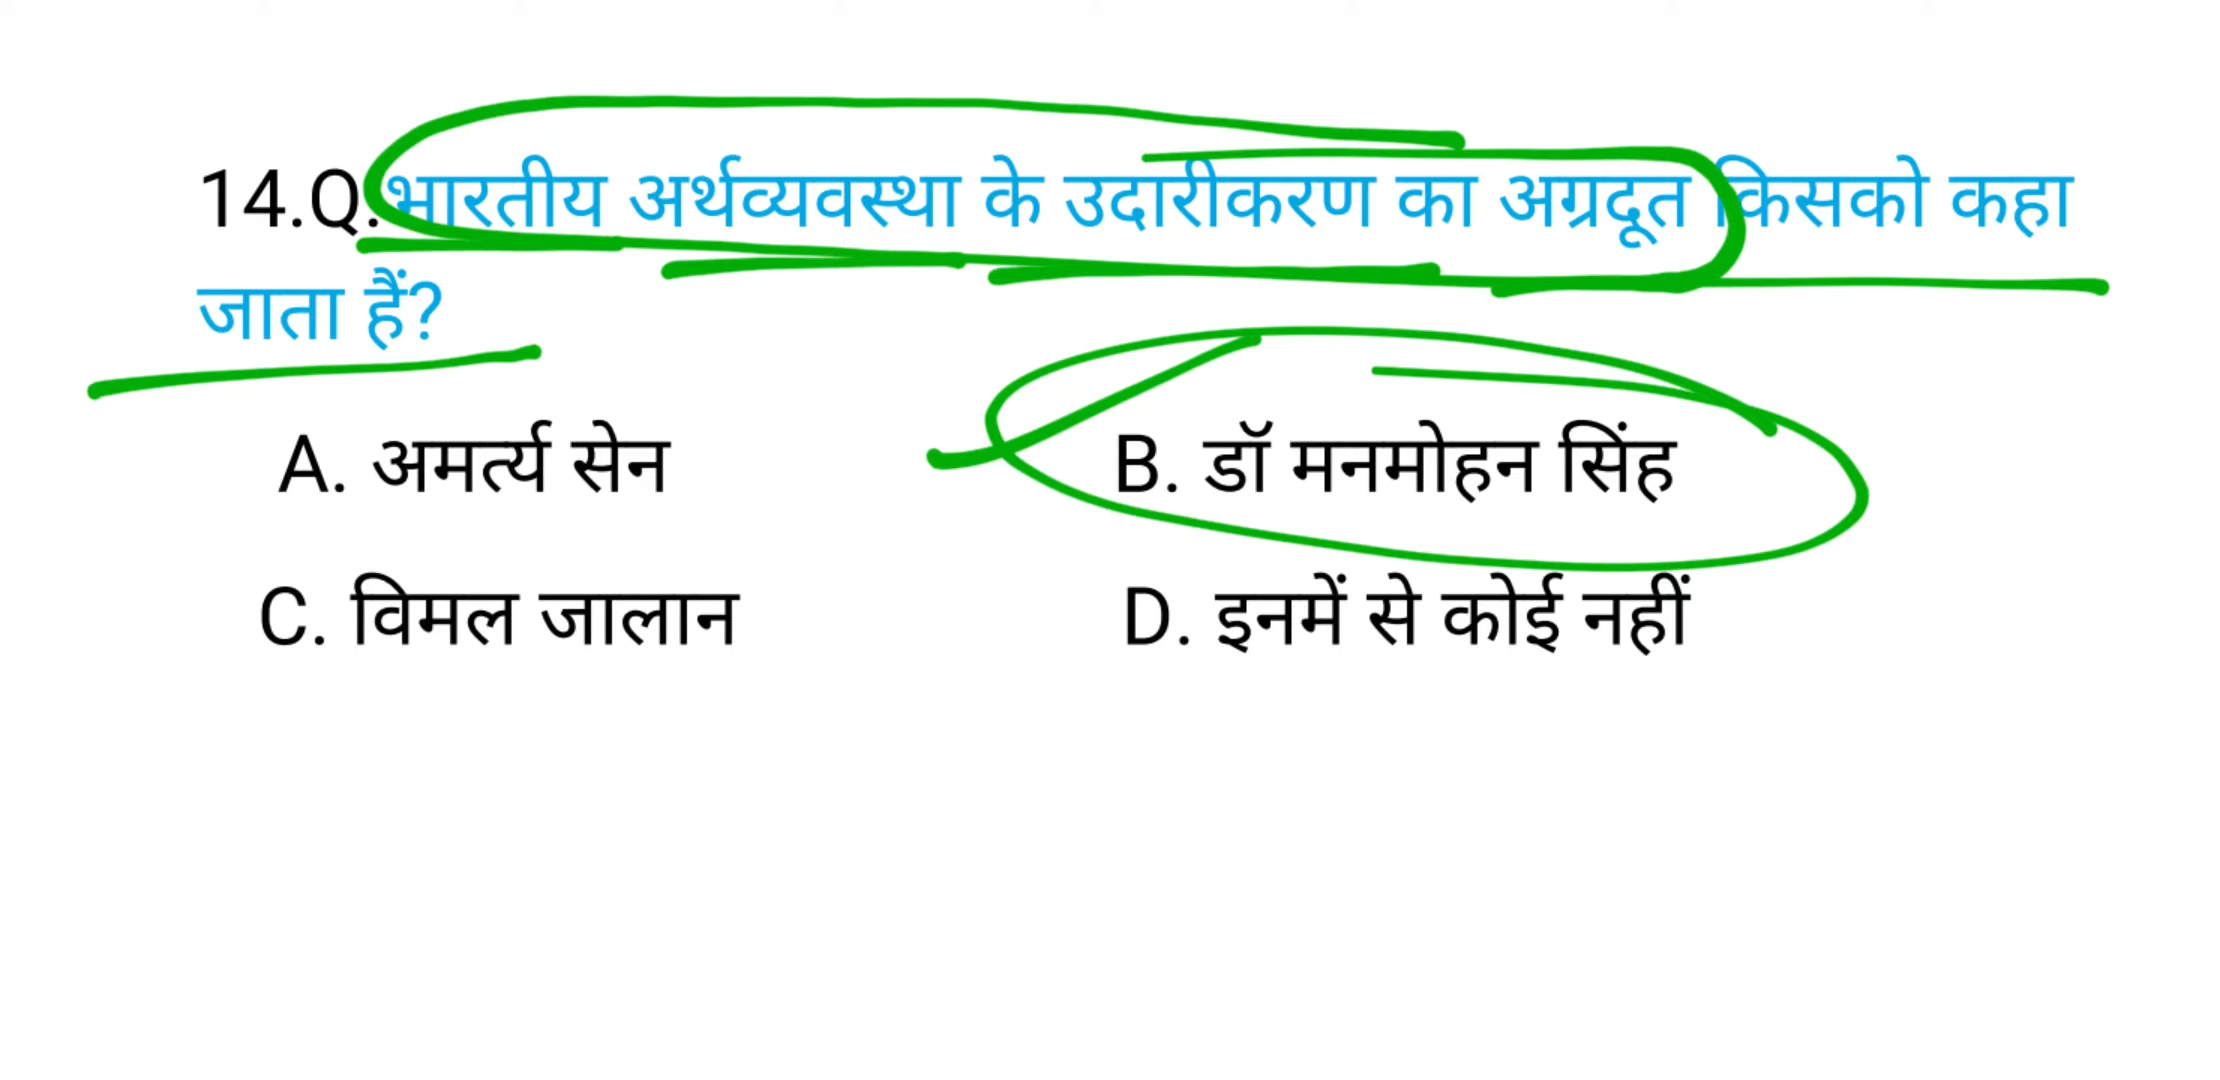 14.Q.भारतीय अर्थव्यवस्था के उदारीकरण का अग्रदूत किसको कहा
जाता हैं?
A. अमर्त्य सेन B. डॉ मनमोहन सिंह
C. विमल जालान D. इनमें से कोई नहीं